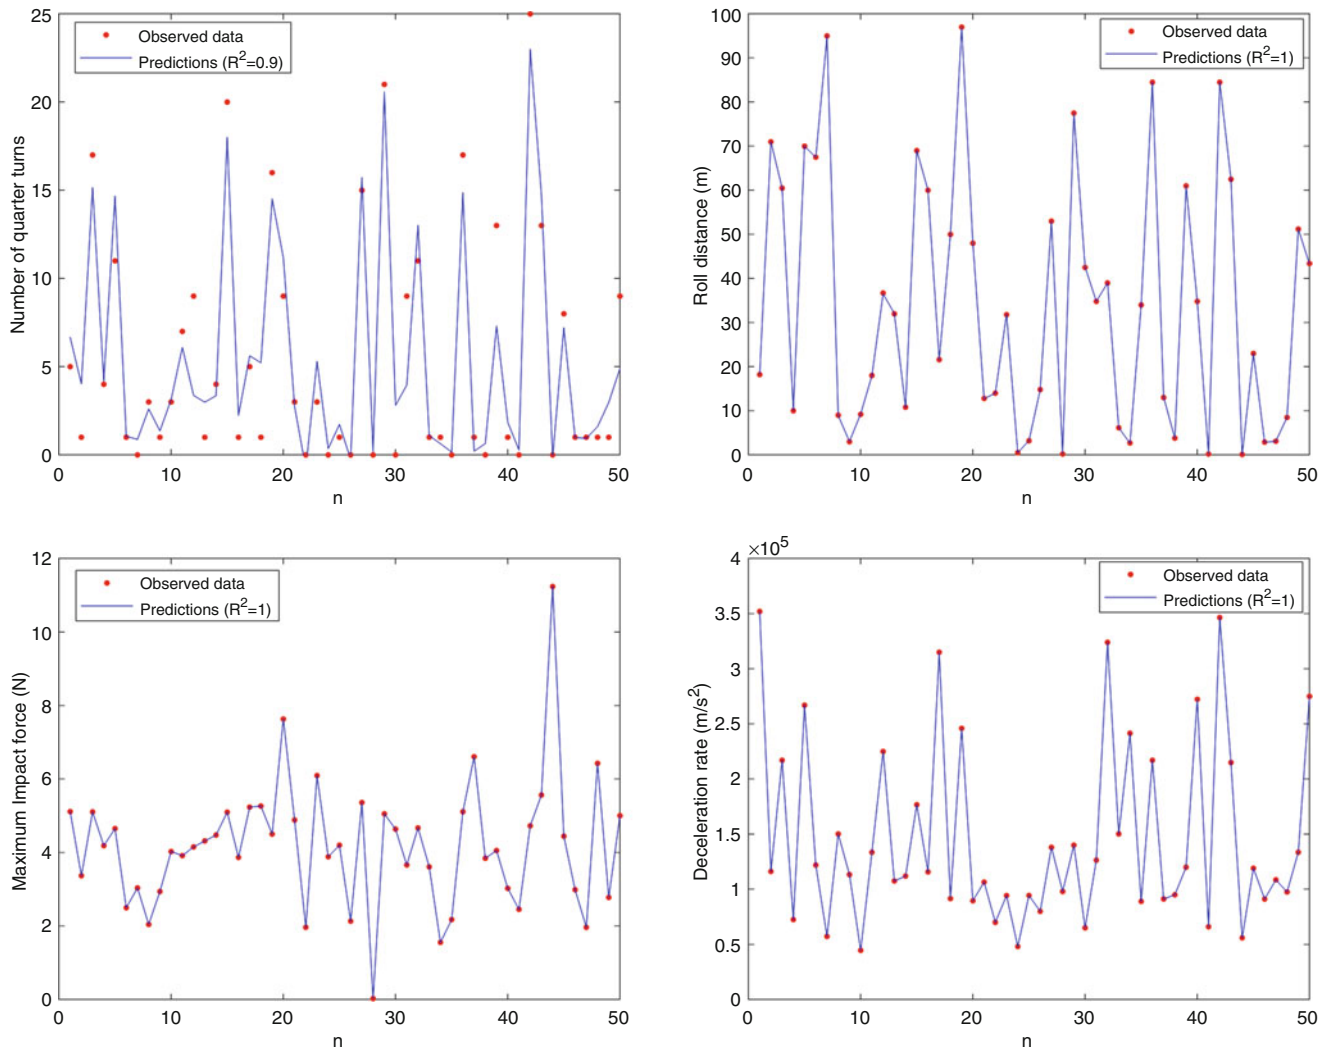 Observed data
Predictions (R²=0.9)
Number of quarter turns
25
20
15
10
5
0
0 10 20 30 40 50
n
Observed data
Predictions (R²=1)
Roll distance (m)
100
90
80
70
60
50
40
30
20
10
0
0 10 20 30 40 50
n
Observed data
Predictions (R²=1)
Maximum Impact force (N)
12
10
8
6
4
2
0
0 10 20 30 40 50
n
×10⁵
Observed data
Predictions (R²=1)
Deceleration rate (m/s²)
4
3.5
3
2.5
2
1.5
1
0.5
0
0 10 20 30 40 50
n